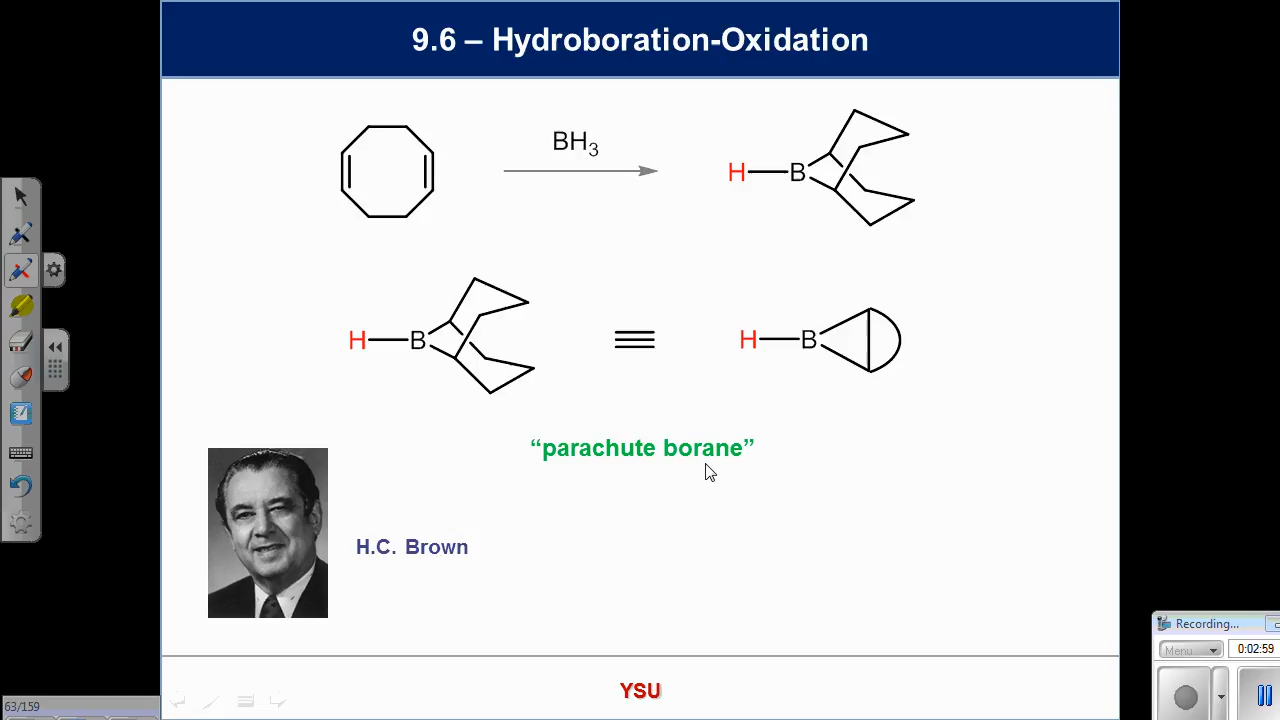 9.6 – Hydroboration-Oxidation
BH3
H B
H B
H B
“parachute borane”
H.C. Brown
YSU
63/159
Recording...
Menu
0:02:59